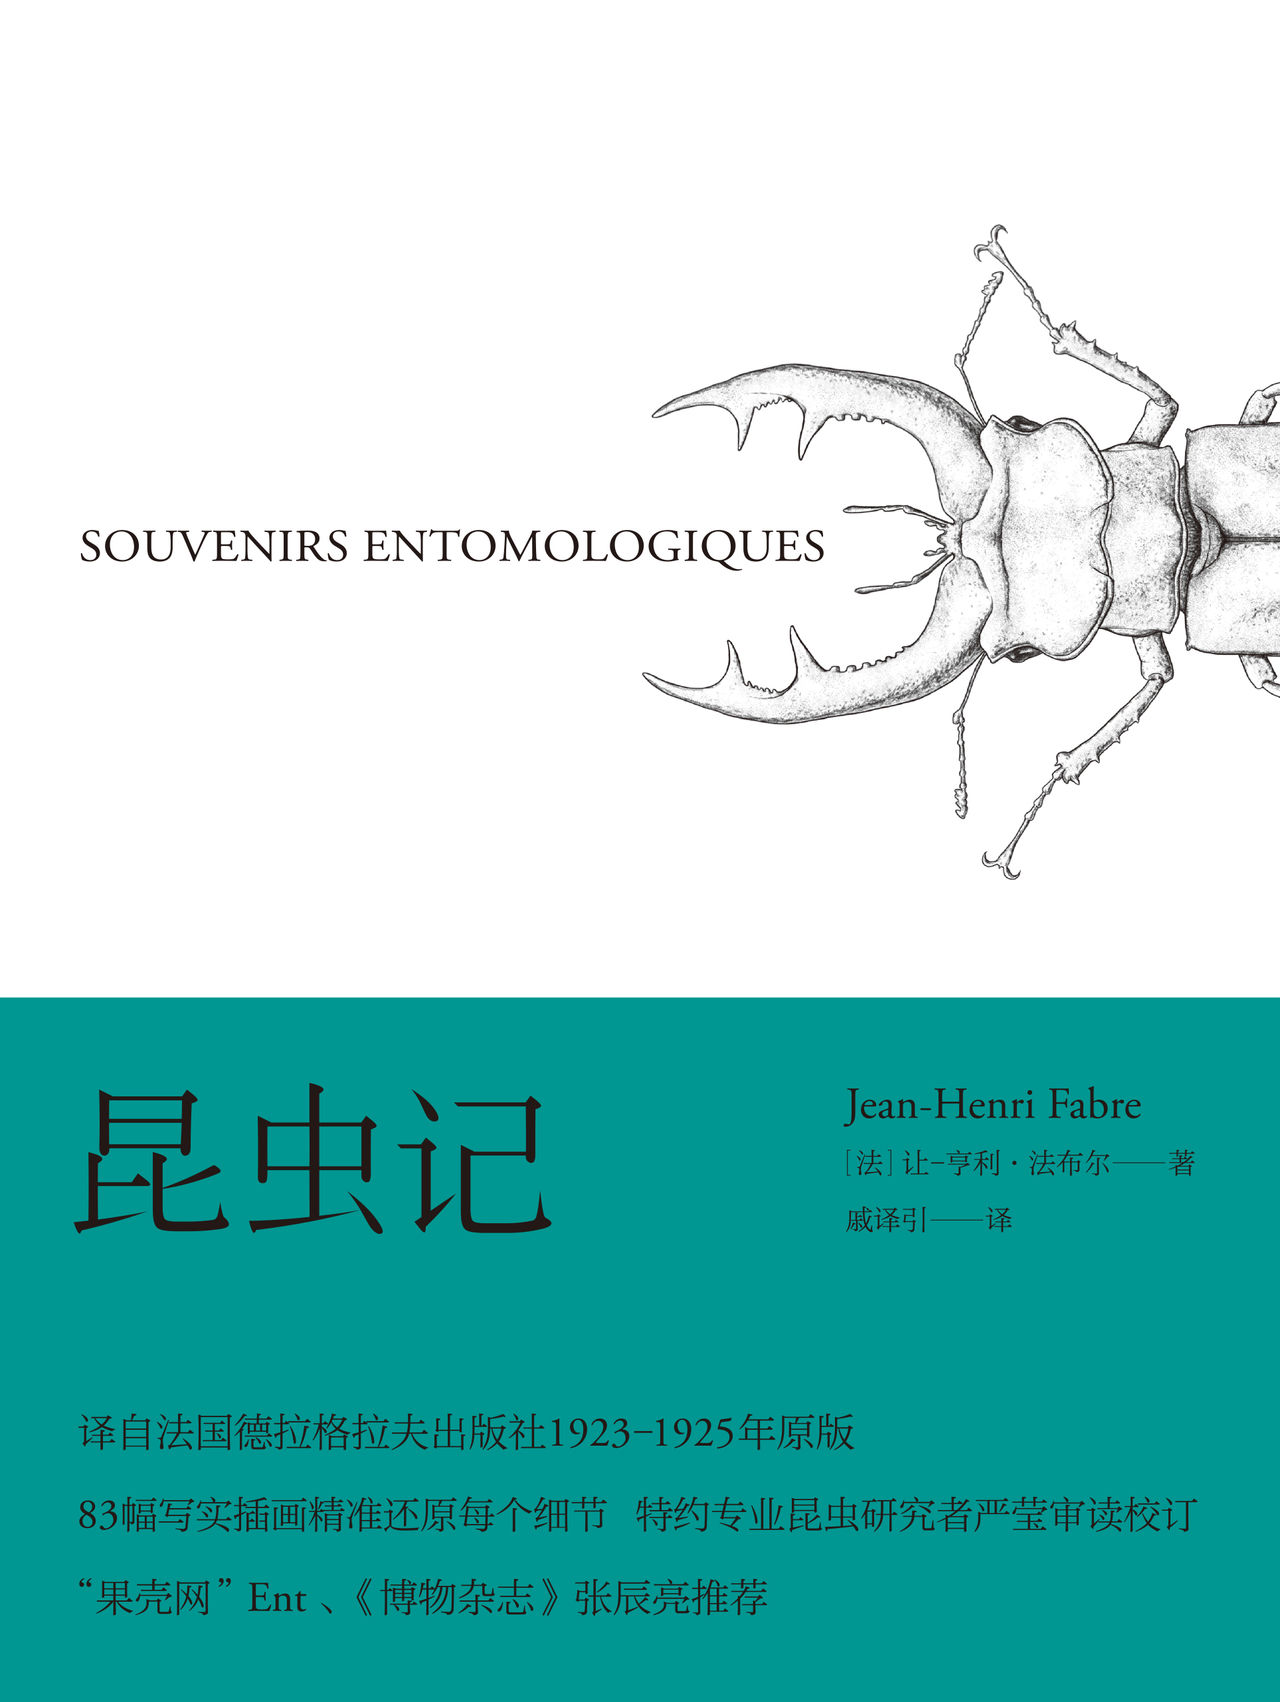 SOUVENIRS ENTOMOLOGIQUES
昆虫记
Jean-Henri Fabre
[法] 让-亨利·法布尔——著
戚译引——译
译自法国德拉格拉夫出版社1923-1925年原版
83幅写实插画精准还原每个细节 特约专业昆虫研究者严莹审读校订
“果壳网” Ent 、《博物杂志》张辰亮推荐